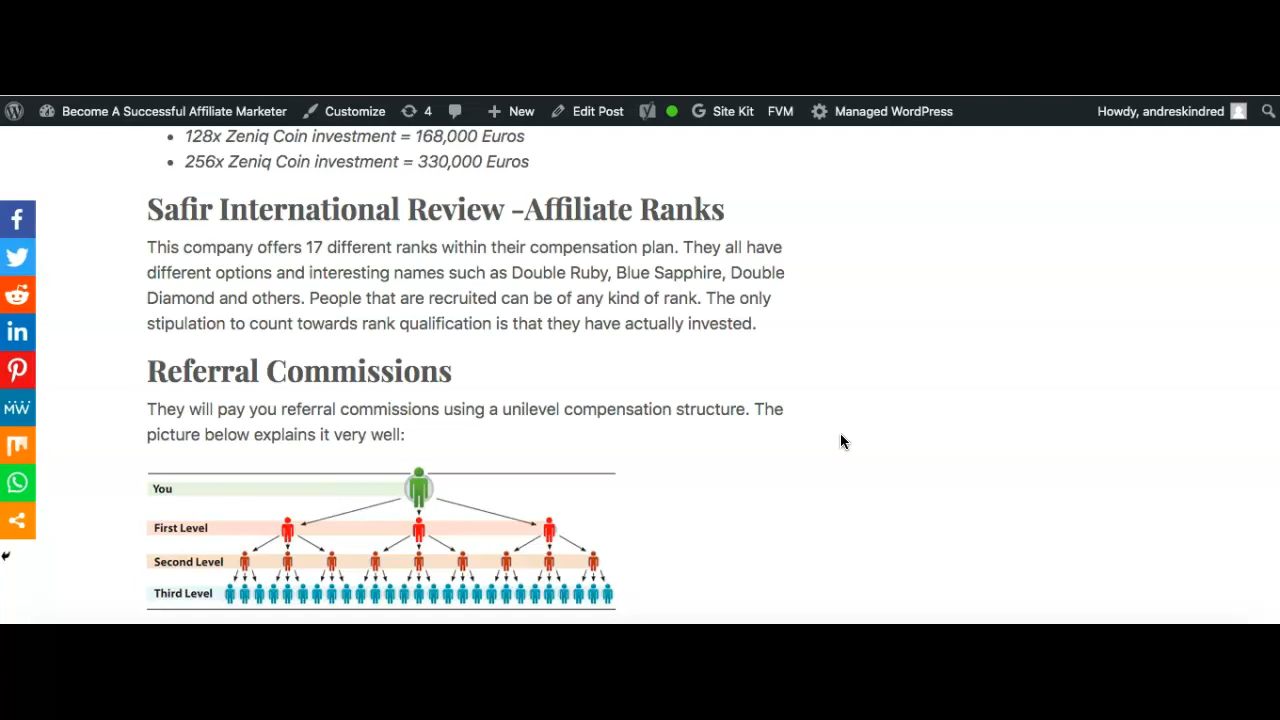 Become A Successful Affiliate Marketer Customize 4 New Edit Post Site Kit FVM Managed WordPress Howdy, andreskindred
• 128x Zeniq Coin investment = 168,000 Euros
• 256x Zeniq Coin investment = 330,000 Euros
Safir International Review –Affiliate Ranks
This company offers 17 different ranks within their compensation plan. They all have
different options and interesting names such as Double Ruby, Blue Sapphire, Double
Diamond and others. People that are recruited can be of any kind of rank. The only
stipulation to count towards rank qualification is that they have actually invested.
Referral Commissions
They will pay you referral commissions using a unilevel compensation structure. The
picture below explains it very well:
You
First Level
Second Level
Third Level
MW